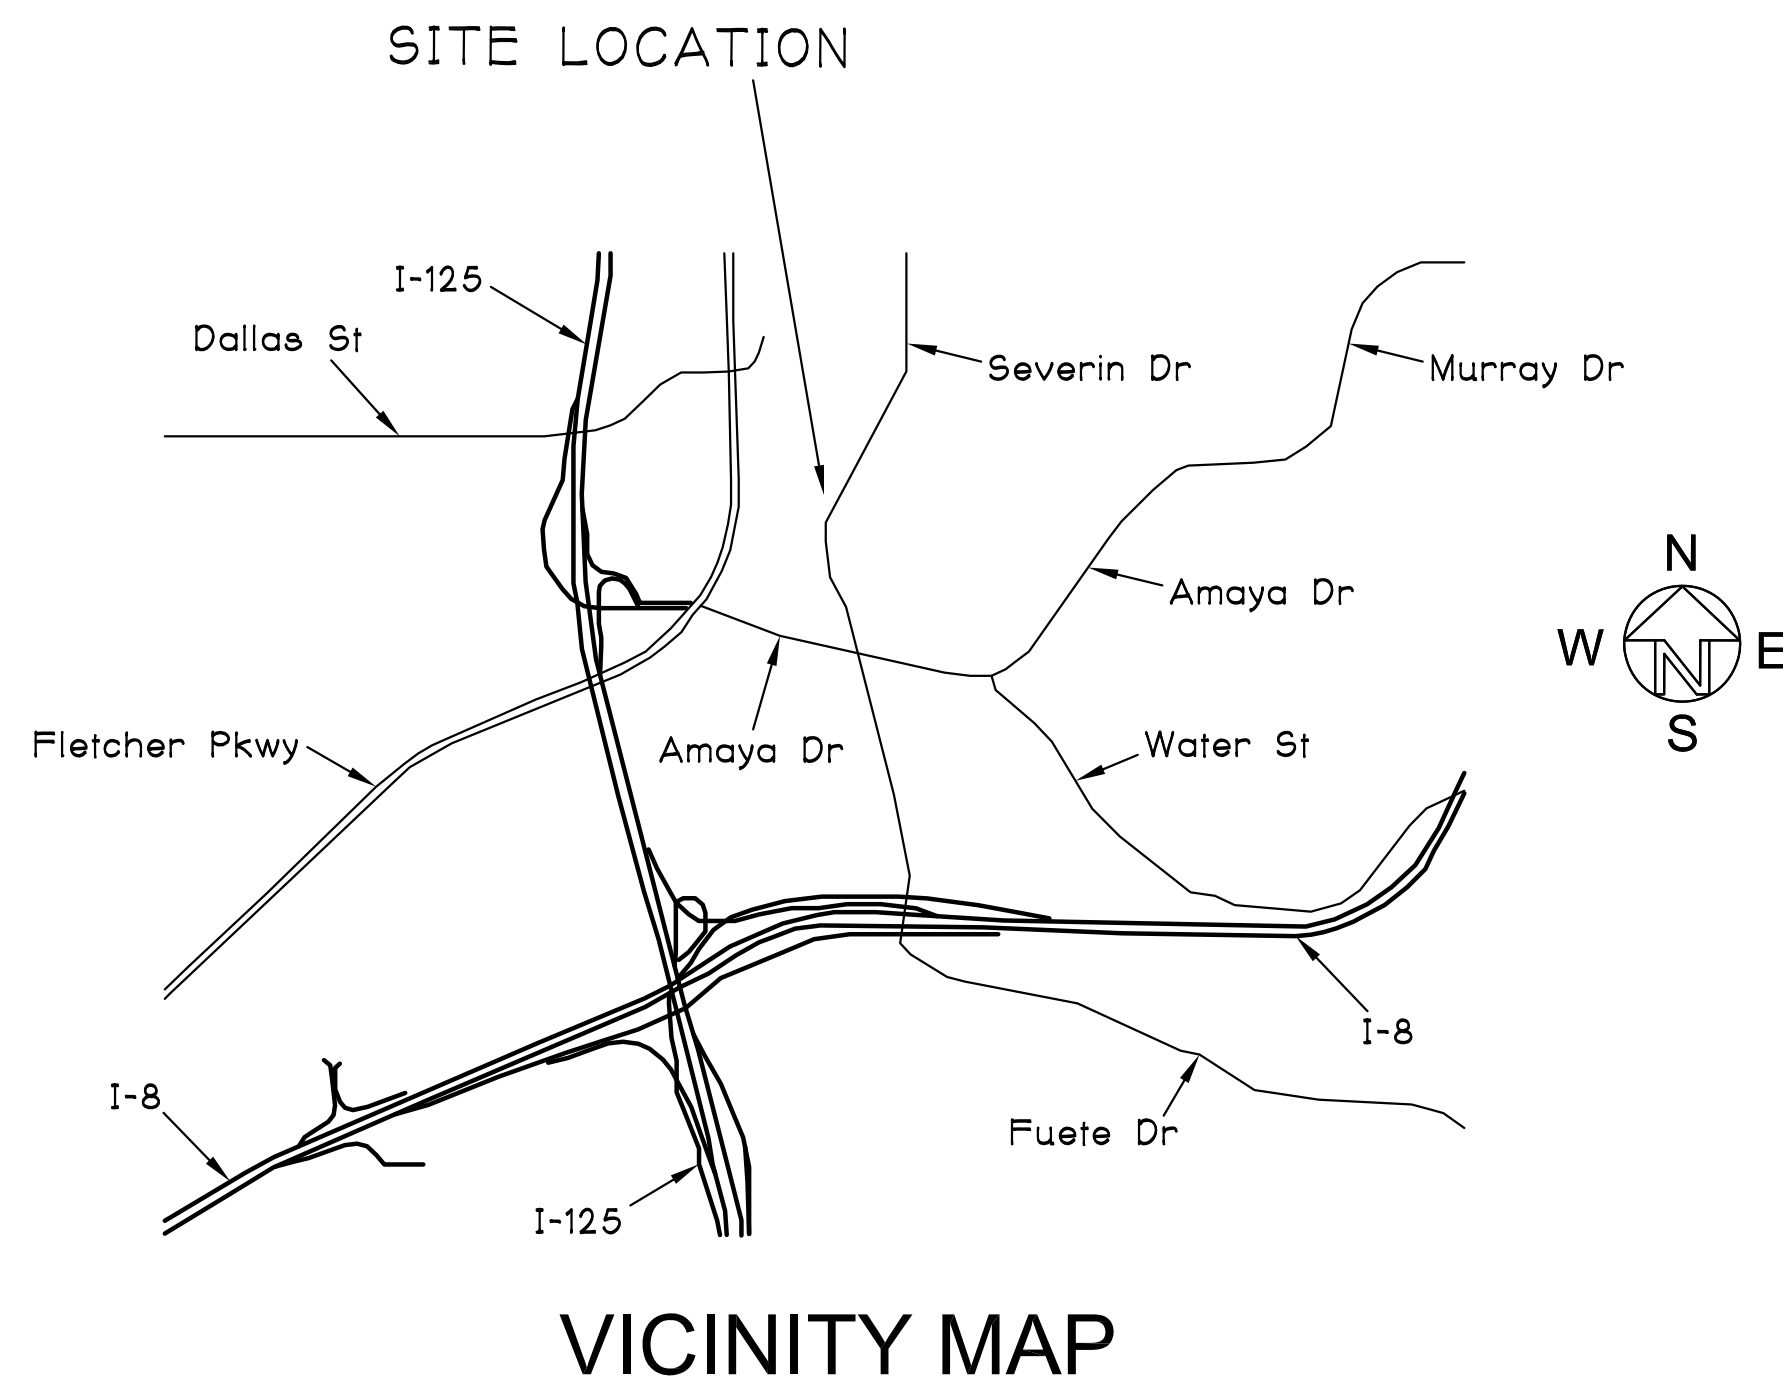 SITE LOCATION
I-125
Dallas St
Severin Dr
Murray Dr
N
Amaya Dr
W
E
N
S
Fletcher Pkwy
Amaya Dr
Water St
I-8
I-8
Fuete Dr
I-125
VICINITY MAP